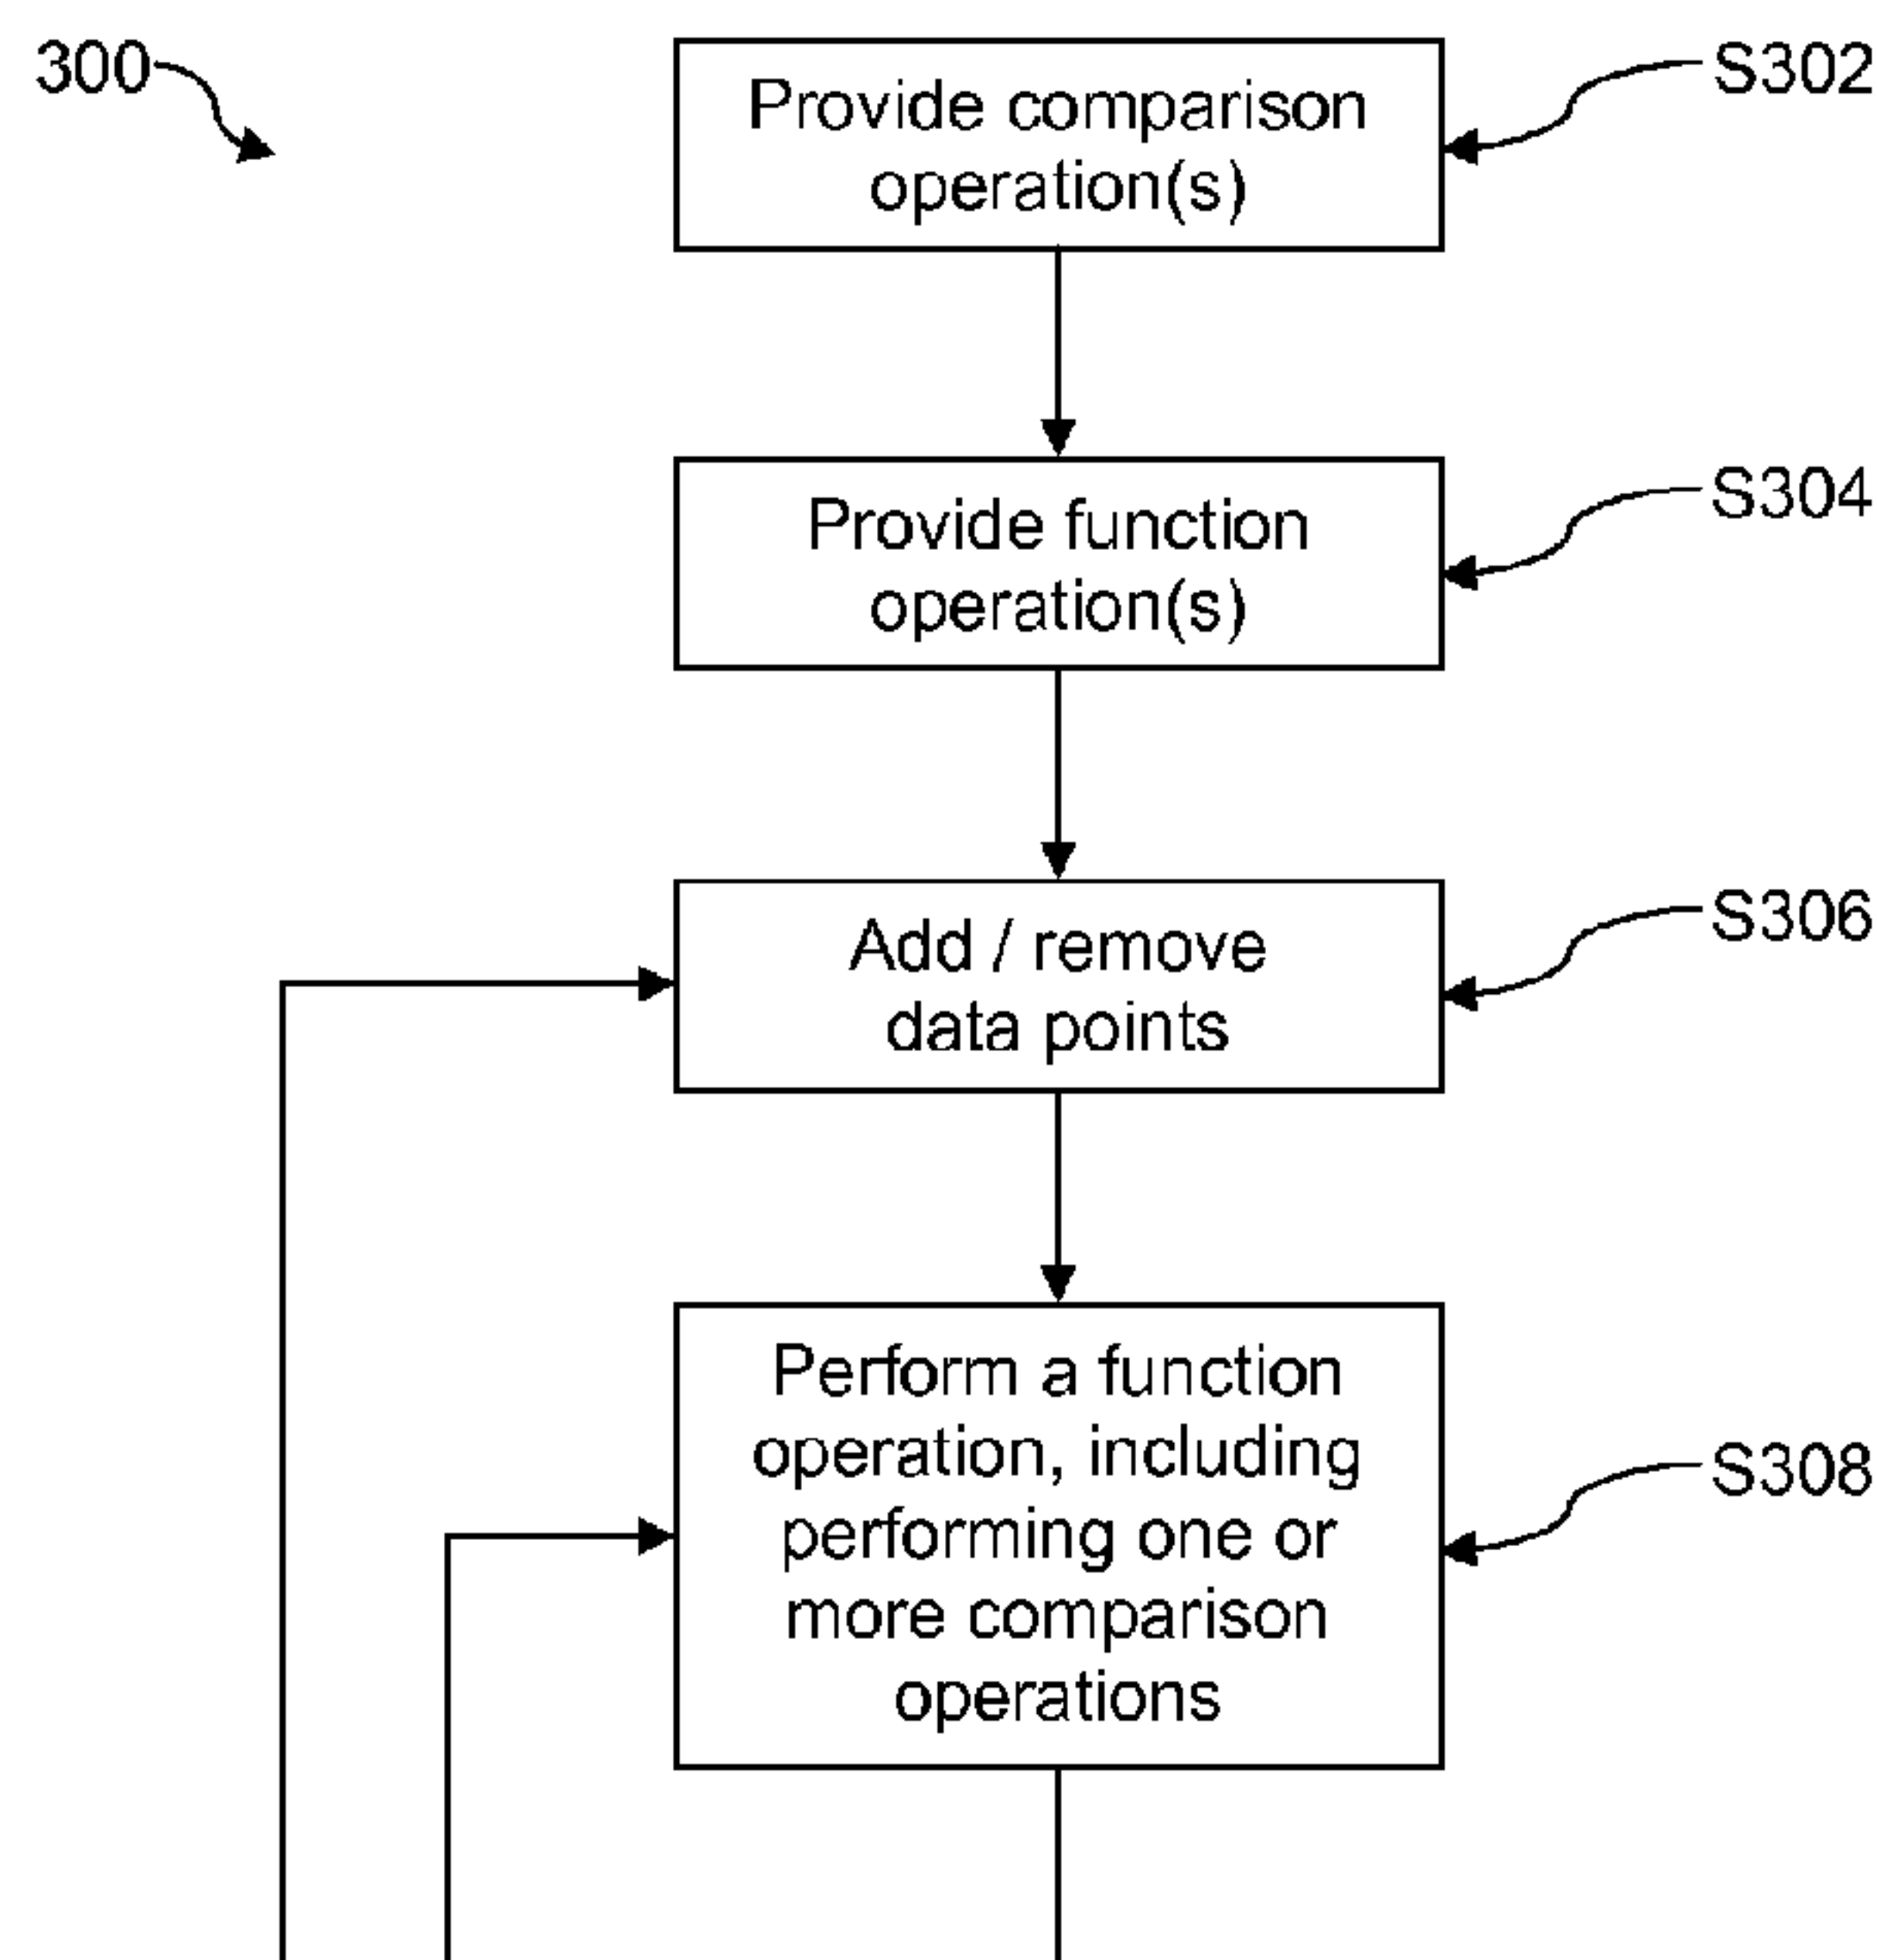 300
Provide comparison
operation(s)
S302
Provide function
operation(s)
S304
Add / remove
data points
S306
Perform a function
operation, including
performing one or
more comparison
operations
S308